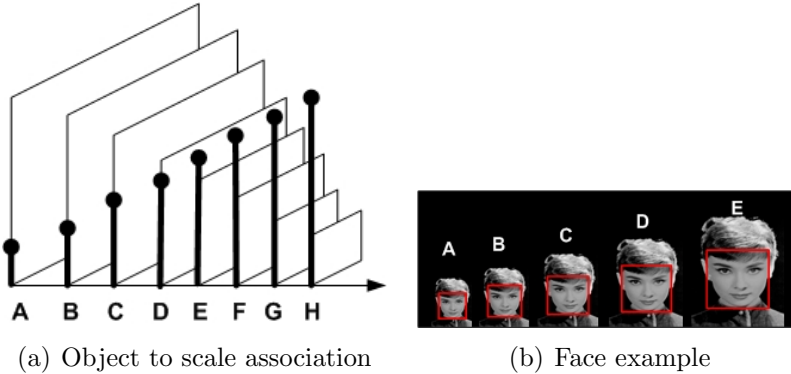 A B C D E F G H
(a) Object to scale association
A B C D E
(b) Face example